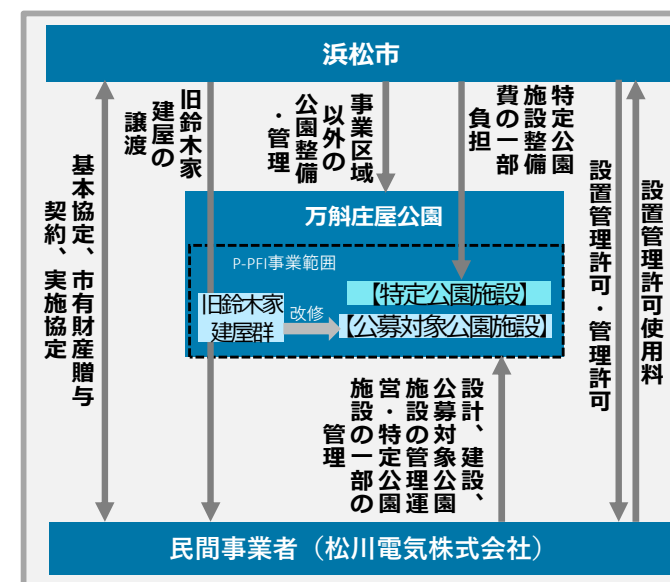 浜松市
基本協定、市有財産贈与
契約、実施協定
旧鈴木家
建屋の
譲渡
事業区域
以外の
公園整備
・管理
特定公園
施設整備
費の一部
負担
設置管理許可・管理許可
設置管理許可使用料
万斛庄屋公園
P-PFI事業範囲
旧鈴木家
建屋群
改修
【特定公園施設】
【公募対象公園施設】
設計、建設、
公募対象公園
施設の管理運
営・特定公園
施設の一部の
管理
民間事業者（松川電気株式会社）